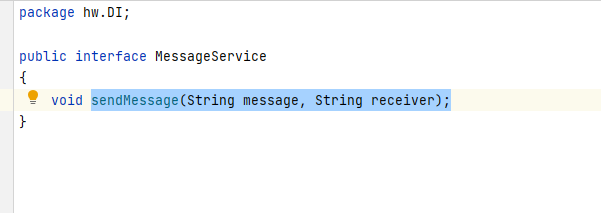 package hw.DI;
public interface MessageService
{
void sendMessage(String message, String receiver);
}